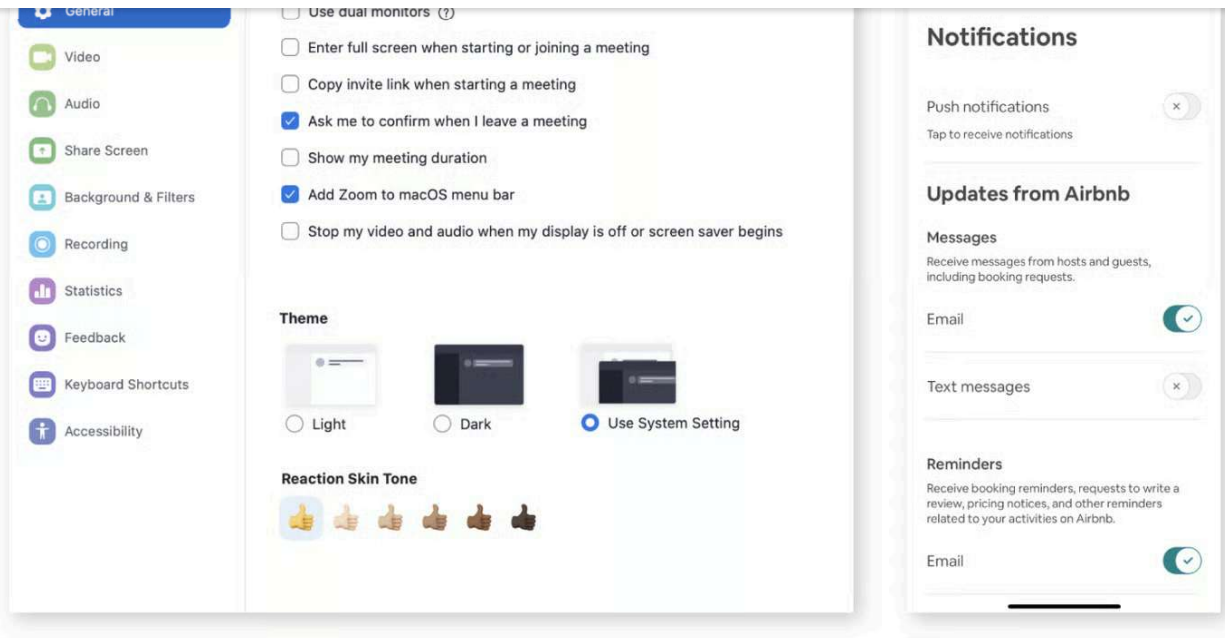 General
Video
Audio
Share Screen
Background & Filters
Recording
Statistics
Feedback
Keyboard Shortcuts
Accessibility
Use dual monitors (?)
Enter full screen when starting or joining a meeting
Copy invite link when starting a meeting
Ask me to confirm when I leave a meeting
Show my meeting duration
Add Zoom to macOS menu bar
Stop my video and audio when my display is off or screen saver begins
Theme
Light
Dark
Use System Setting
Reaction Skin Tone
Notifications
Push notifications
Tap to receive notifications
Updates from Airbnb
Messages
Receive messages from hosts and guests,
including booking requests.
Email
Text messages
Reminders
Receive booking reminders, requests to write a
review, pricing notices, and other reminders
related to your activities on Airbnb.
Email